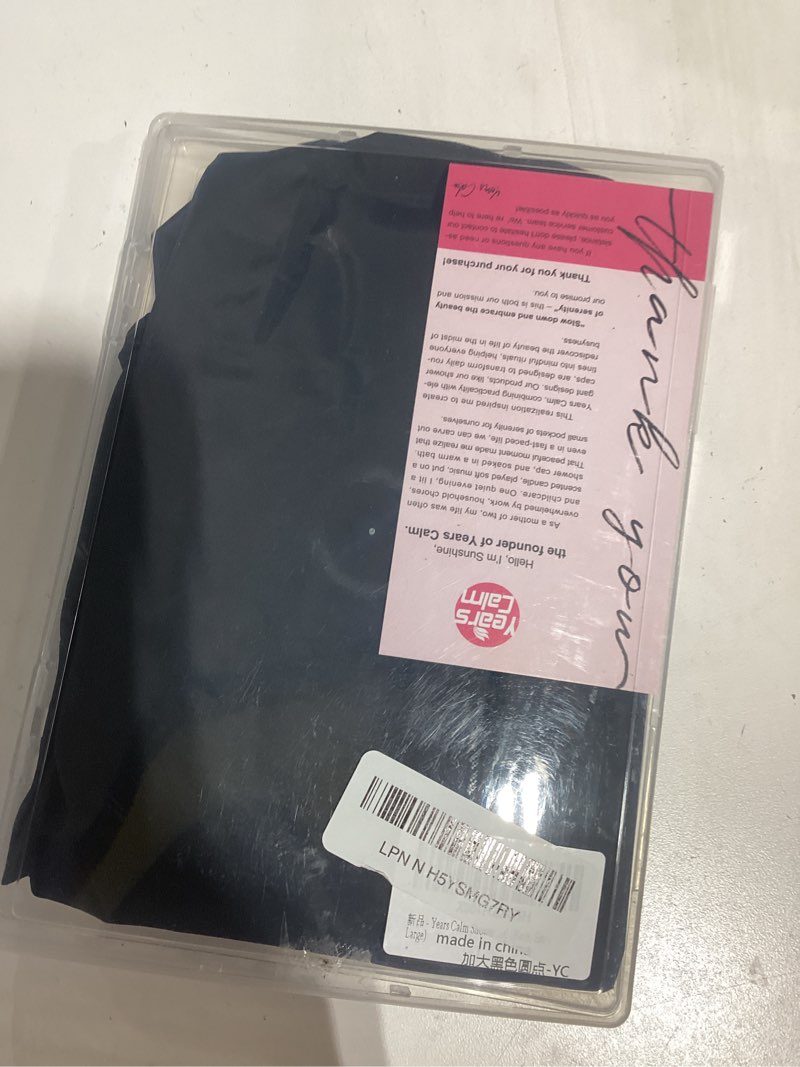 thank you
Years
Calm
Hello, I'm Sunshine,
the founder of Years Calm.
As a mother of two, my life was often
overwhelmed by work, household chores,
and childcare. One quiet evening, I lit a
scented candle, played soft music, put on a
shower cap, and soaked in a warm bath.
That peaceful moment made me realize that
even in a fast-paced life, we can carve out
small pockets of serenity for ourselves.
This realization inspired me to create
Years Calm, combining practicality with ele-
gant designs. Our products, like our shower
caps, are designed to transform daily rou-
tines into mindful rituals, helping everyone
rediscover the beauty of life in the midst of
busyness.
"Slow down and embrace the beauty
of serenity" – this is both our mission and
our promise to you.
Thank you for your purchase!
If you have any questions or need as-
sistance, please don't hesitate to contact our
customer service team. We' re here to help
you as quickly as possible!
Years Calm
LPN N H5YSMG7RY
新品 - Years Calm
Large)
made in
加大黑色圆点-YC